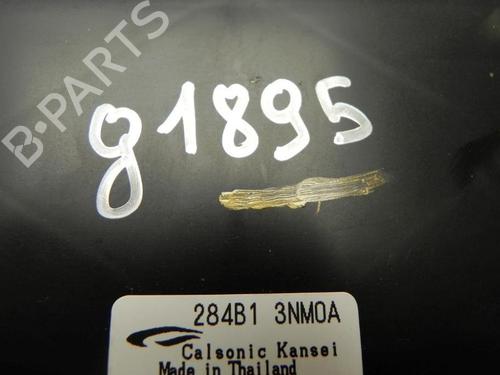 B-PARTS
g1895
284B1 3NM0A
Calsonic Kansei
Made in Thailand